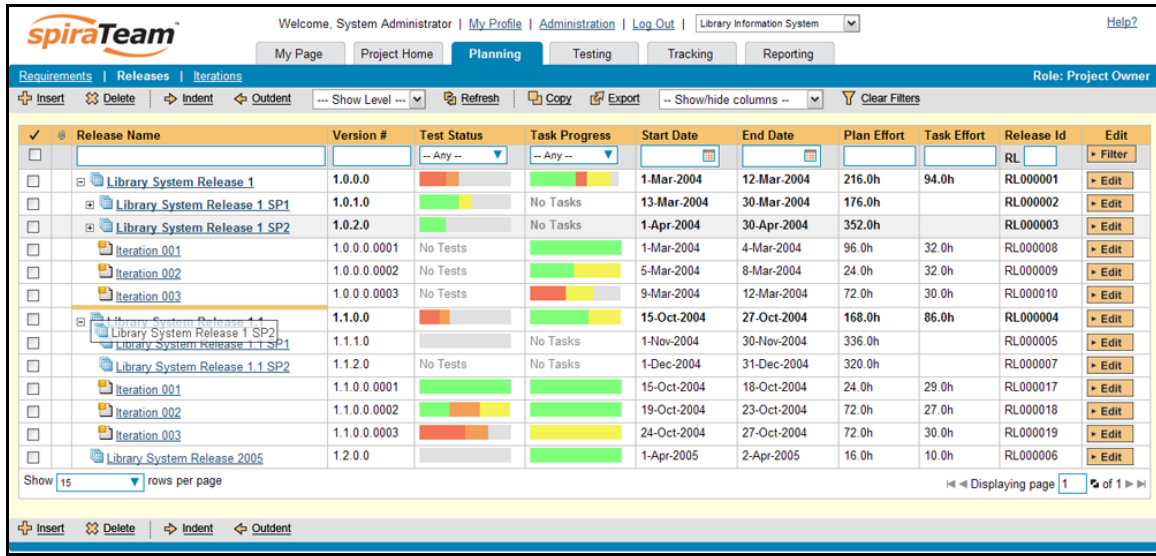 spiraTeam
Welcome, System Administrator | My Profile | Administration | Log Out | Library Information System
Help?
My Page Project Home Planning Testing Tracking Reporting
Requirements | Releases | Iterations Role: Project Owner
Insert Delete Indent Outdent --- Show Level --- Refresh Copy Export -- Show/hide columns -- Clear Filters
Release Name Version # Test Status Task Progress Start Date End Date Plan Effort Task Effort Release Id Edit
-- Any -- -- Any -- RL Filter
Library System Release 1 1.0.0.0 1-Mar-2004 12-Mar-2004 216.0h 94.0h RL000001 Edit
Library System Release 1 SP1 1.0.1.0 No Tasks 13-Mar-2004 30-Mar-2004 176.0h RL000002 Edit
Library System Release 1 SP2 1.0.2.0 No Tasks 1-Apr-2004 30-Apr-2004 352.0h RL000003 Edit
Iteration 001 1.0.0.0.0001 No Tests 1-Mar-2004 4-Mar-2004 96.0h 32.0h RL000008 Edit
Iteration 002 1.0.0.0.0002 No Tests 5-Mar-2004 8-Mar-2004 24.0h 32.0h RL000009 Edit
Iteration 003 1.0.0.0.0003 No Tests 9-Mar-2004 12-Mar-2004 72.0h 30.0h RL000010 Edit
Library System Release 1.1 1.1.0.0 15-Oct-2004 27-Oct-2004 168.0h 86.0h RL000004 Edit
Library System Release 1 SP2
Library System Release 1.1 SP1 1.1.1.0 No Tasks 1-Nov-2004 30-Nov-2004 336.0h RL000005 Edit
Library System Release 1.1 SP2 1.1.2.0 No Tests No Tasks 1-Dec-2004 31-Dec-2004 320.0h RL000007 Edit
Iteration 001 1.1.0.0.0001 15-Oct-2004 18-Oct-2004 24.0h 29.0h RL000017 Edit
Iteration 002 1.1.0.0.0002 19-Oct-2004 23-Oct-2004 72.0h 27.0h RL000018 Edit
Iteration 003 1.1.0.0.0003 24-Oct-2004 27-Oct-2004 72.0h 30.0h RL000019 Edit
Library System Release 2005 1.2.0.0 1-Apr-2005 2-Apr-2005 16.0h 10.0h RL000006 Edit
Show 15 rows per page Displaying page 1 of 1
Insert Delete Indent Outdent